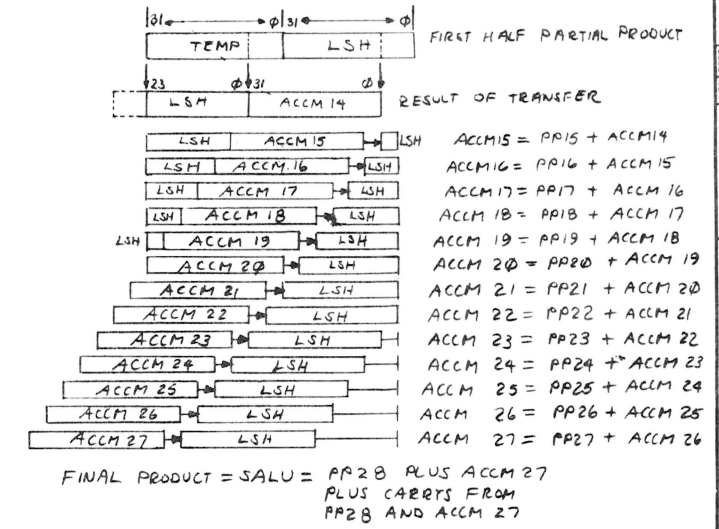 31 Ø 31 Ø
TEMP LSH FIRST HALF PARTIAL PRODUCT
23 Ø 31 Ø
LSH ACCM 14 RESULT OF TRANSFER
LSH ACCM 15 LSH ACCM15 = PP15 + ACCM14
LSH ACCM. 16 LSH ACCM16 = PP16 + ACCM 15
LSH ACCM 17 LSH ACCM17 = PP17 + ACCM 16
LSH ACCM 18 LSH ACCM 18 = PP18 + ACCM 17
LSH ACCM 19 LSH ACCM 19 = PP19 + ACCM 18
ACCM 2Ø LSH ACCM 2Ø = PP2Ø + ACCM 19
ACCM 21 LSH ACCM 21 = PP21 + ACCM 2Ø
ACCM 22 LSH ACCM 22 = PP22 + ACCM 21
ACCM 23 LSH ACCM 23 = PP23 + ACCM 22
ACCM 24 LSH ACCM 24 = PP24 + ACCM 23
ACCM 25 LSH ACCM 25 = PP25 + ACCM 24
ACCM 26 LSH ACCM 26 = PP26 + ACCM 25
ACCM 27 LSH ACCM 27 = PP27 + ACCM 26
FINAL PRODUCT = SALU = PP28 PLUS ACCM 27
PLUS CARRYS FROM
PP28 AND ACCM 27